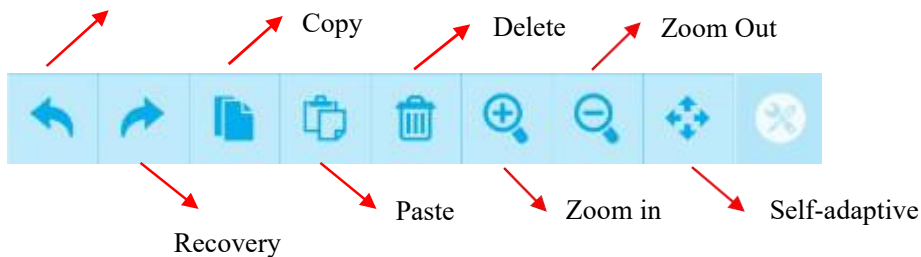 Copy
Delete
Zoom Out
Paste
Zoom in
Self-adaptive
Recovery